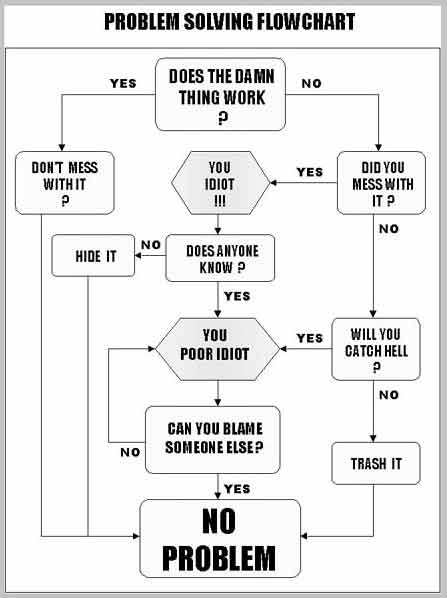 PROBLEM SOLVING FLOWCHART
DOES THE DAMN
THING WORK
?
YES
NO
DON'T MESS
WITH IT
?
YOU
IDIOT
!!!
YES
DID YOU
MESS WITH
IT ?
NO
HIDE IT
NO
DOES ANYONE
KNOW ?
YES
YOU
POOR IDIOT
YES
WILL YOU
CATCH HELL
?
NO
CAN YOU BLAME
SOMEONE ELSE?
NO
YES
TRASH IT
NO
PROBLEM